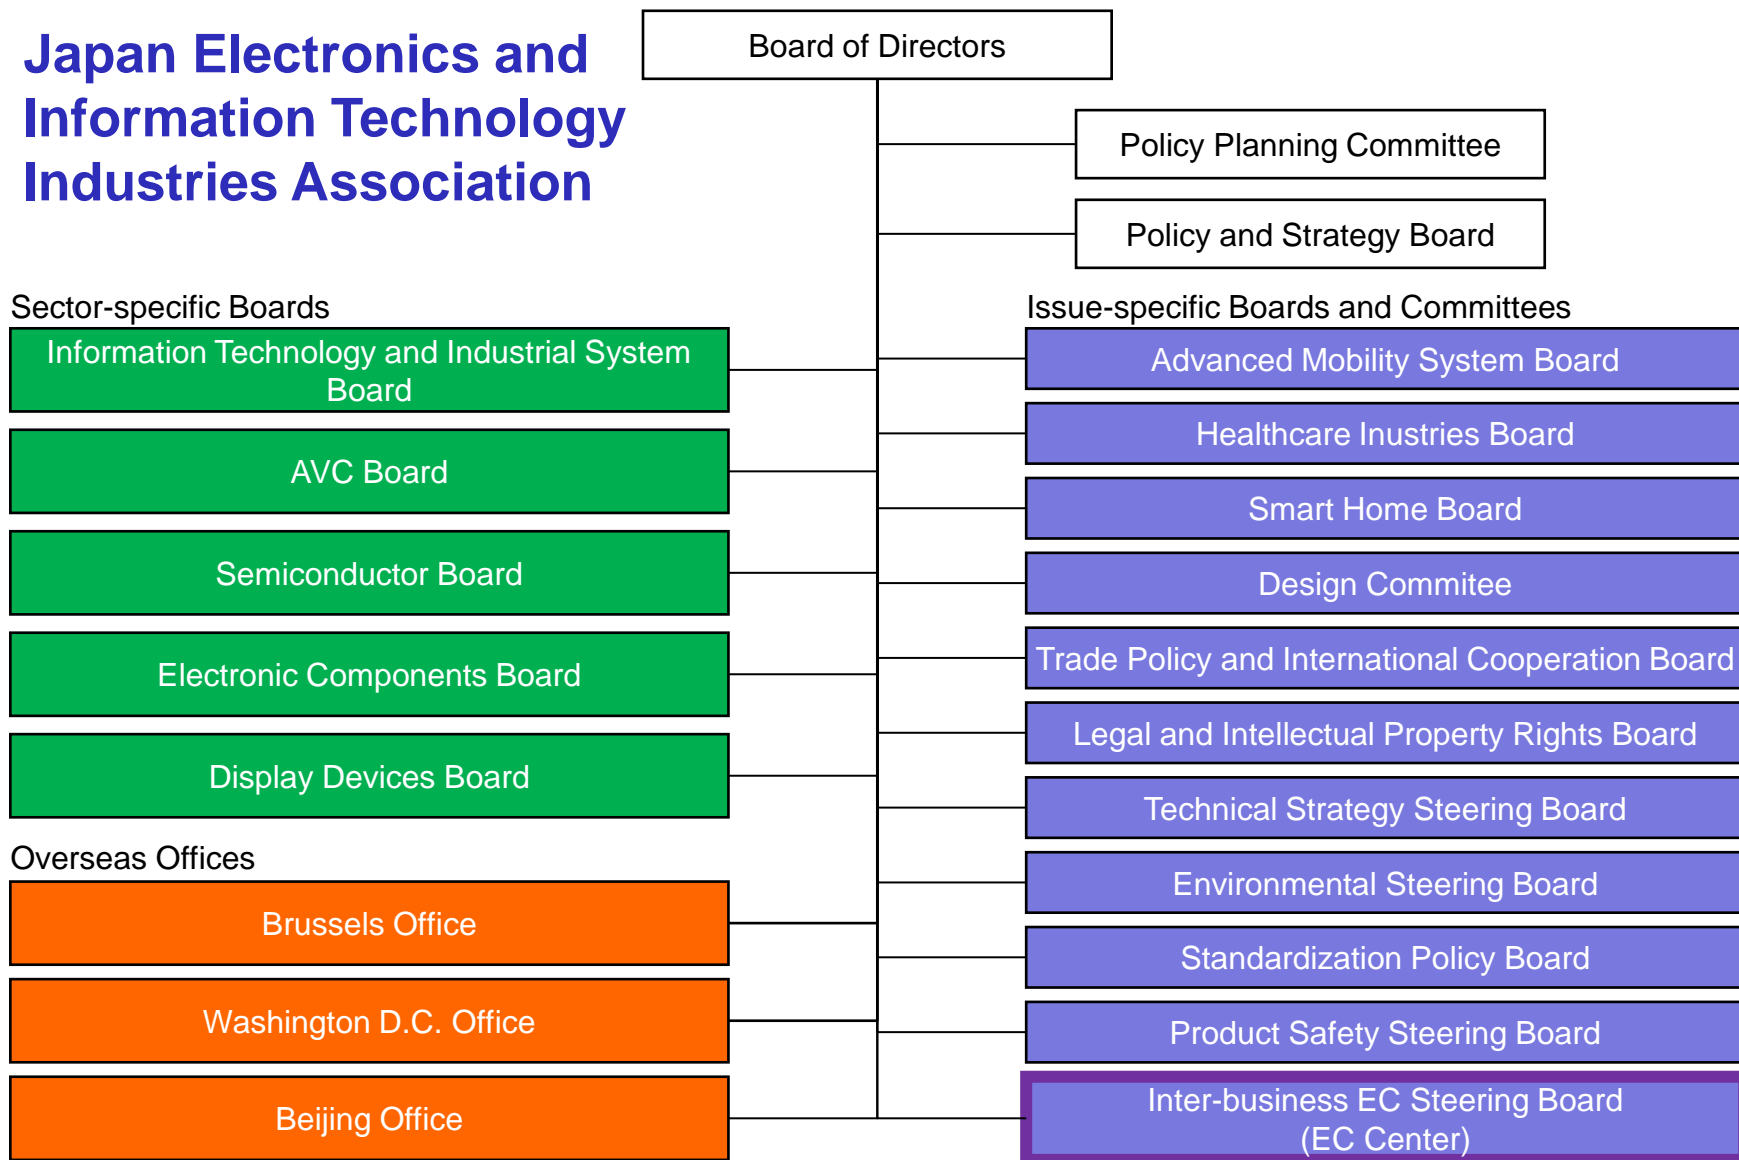 Japan Electronics and
Information Technology
Industries Association
Board of Directors
Policy Planning Committee
Policy and Strategy Board
Sector-specific Boards
Information Technology and Industrial System
Board
AVC Board
Semiconductor Board
Electronic Components Board
Display Devices Board
Overseas Offices
Brussels Office
Washington D.C. Office
Beijing Office
Issue-specific Boards and Committees
Advanced Mobility System Board
Healthcare Inustries Board
Smart Home Board
Design Commitee
Trade Policy and International Cooperation Board
Legal and Intellectual Property Rights Board
Technical Strategy Steering Board
Environmental Steering Board
Standardization Policy Board
Product Safety Steering Board
Inter-business EC Steering Board
(EC Center)